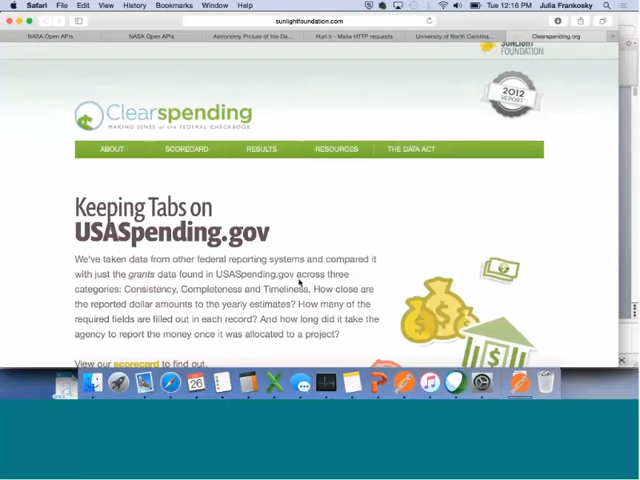 Safari File Edit View History Bookmarks Window Help
Tue 12:16 PM Julia Frankosky
sunlightfoundation.com
NASA Open APIs
NASA Open APIs
Astronomy Picture of the Da...
Hurl.it – Make HTTP requests
University of North Carolina...
Clearspending.org
SUNLIGHT
FOUNDATION
2012
REPORT
Clearspending
MAKING SENSE of the FEDERAL CHECKBOOK
ABOUT SCORECARD RESULTS RESOURCES THE DATA ACT
Keeping Tabs on
USASpending.gov
We've taken data from other federal reporting systems and compared it
with just the grants data found in USASpending.gov across three
categories: Consistency, Completeness and Timeliness. How close are
the reported dollar amounts to the yearly estimates? How many of the
required fields are filled out in each record? And how long did it take the
agency to report the money once it was allocated to a project?
View our scorecard to find out.
26